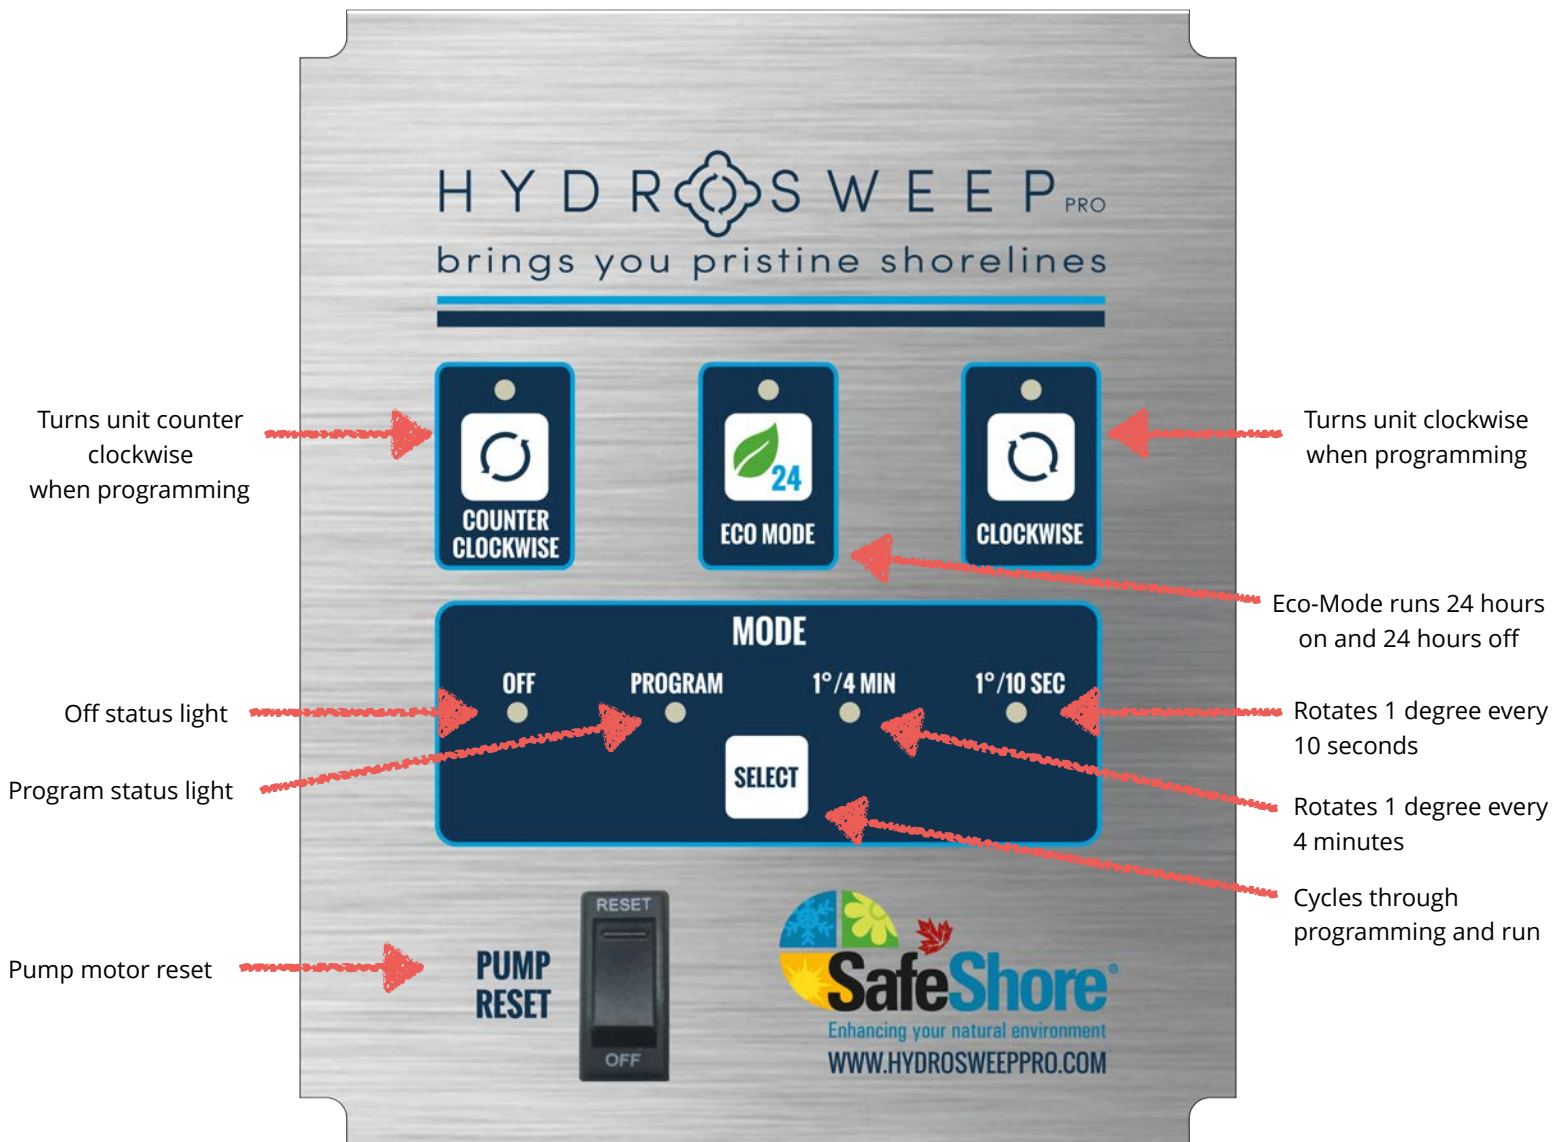 HYDROSWEEP PRO
brings you pristine shorelines
Turns unit counter
clockwise
when programming
COUNTER
CLOCKWISE
24
ECO MODE
CLOCKWISE
Turns unit clockwise
when programming
Eco-Mode runs 24 hours
on and 24 hours off
MODE
OFF PROGRAM 1°/4 MIN 1°/10 SEC
SELECT
Off status light
Program status light
Rotates 1 degree every
10 seconds
Rotates 1 degree every
4 minutes
Cycles through
programming and run
Pump motor reset
PUMP
RESET
RESET
OFF
SafeShore®
Enhancing your natural environment
WWW.HYDROSWEEPPRO.COM